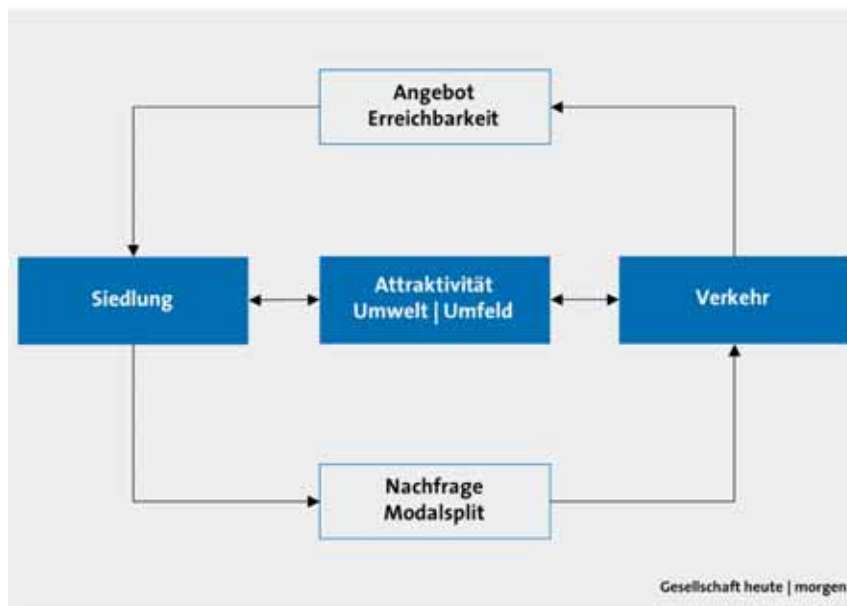 Angebot
Erreichbarkeit
Siedlung
Attraktivität
Umwelt | Umfeld
Verkehr
Nachfrage
Modalsplit
Gesellschaft heute | morgen